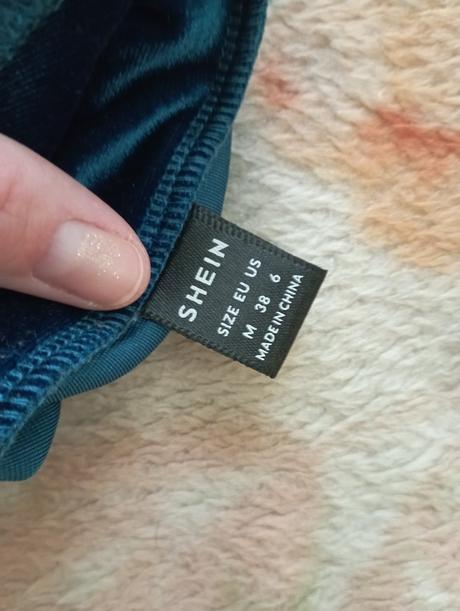 SHEIN
SIZE EU US
M 38 6
MADE IN CHINA